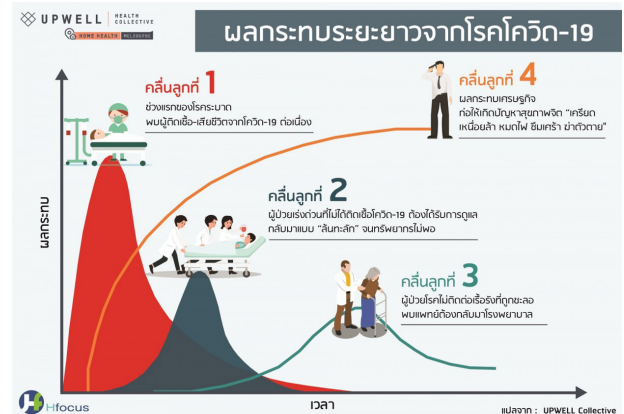 UPWELL HEALTH COLLECTIVE
HOME HEALTH MELBOURNE
ผลกระทบระยะยาวจากโรคโควิด-19
คลื่นลูกที่ 1
ช่วงแรกของโรคระบาด
พบผู้ติดเชื้อ-เสียชีวิตจากโควิด-19 ต่อเนื่อง
คลื่นลูกที่ 4
ผลกระทบเศรษฐกิจ
ก่อให้เกิดปัญหาสุขภาพจิต "เครียด
เหนื่อยล้า หมดไฟ ซึมเศร้า ฆ่าตัวตาย"
คลื่นลูกที่ 2
ผู้ป่วยเร่งด่วนที่ไม่ได้ติดเชื้อโควิด-19 ต้องได้รับการดูแล
กลับมาแบบ "ล้นทะลัก" จนทรัพยากรไม่พอ
คลื่นลูกที่ 3
ผู้ป่วยโรคไม่ติดต่อเรื้อรังที่ถูกชะลอ
พบแพทย์ต้องกลับมาโรงพยาบาล
ผลกระทบ
เวลา
Hfocus
แปลจาก : UPWELL Collective